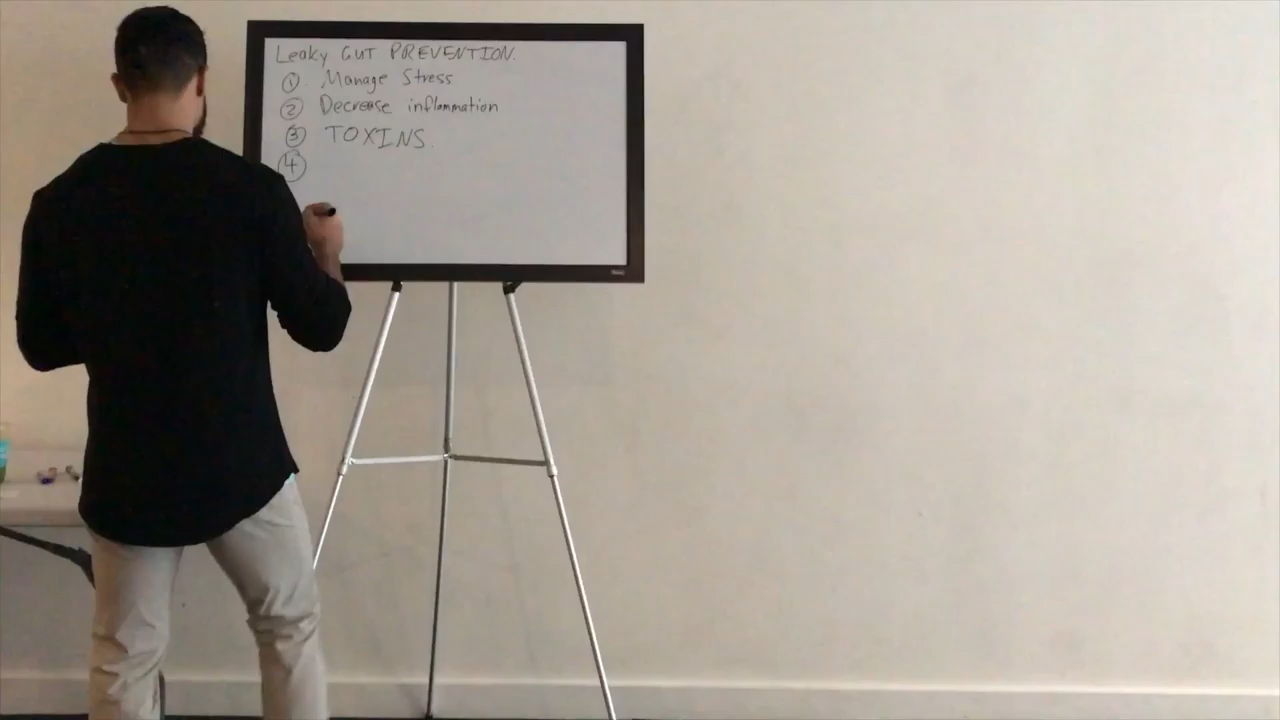 Leaky GUT PREVENTION.
① Manage Stress
② Decrease inflammation
③ TOXINS.
④